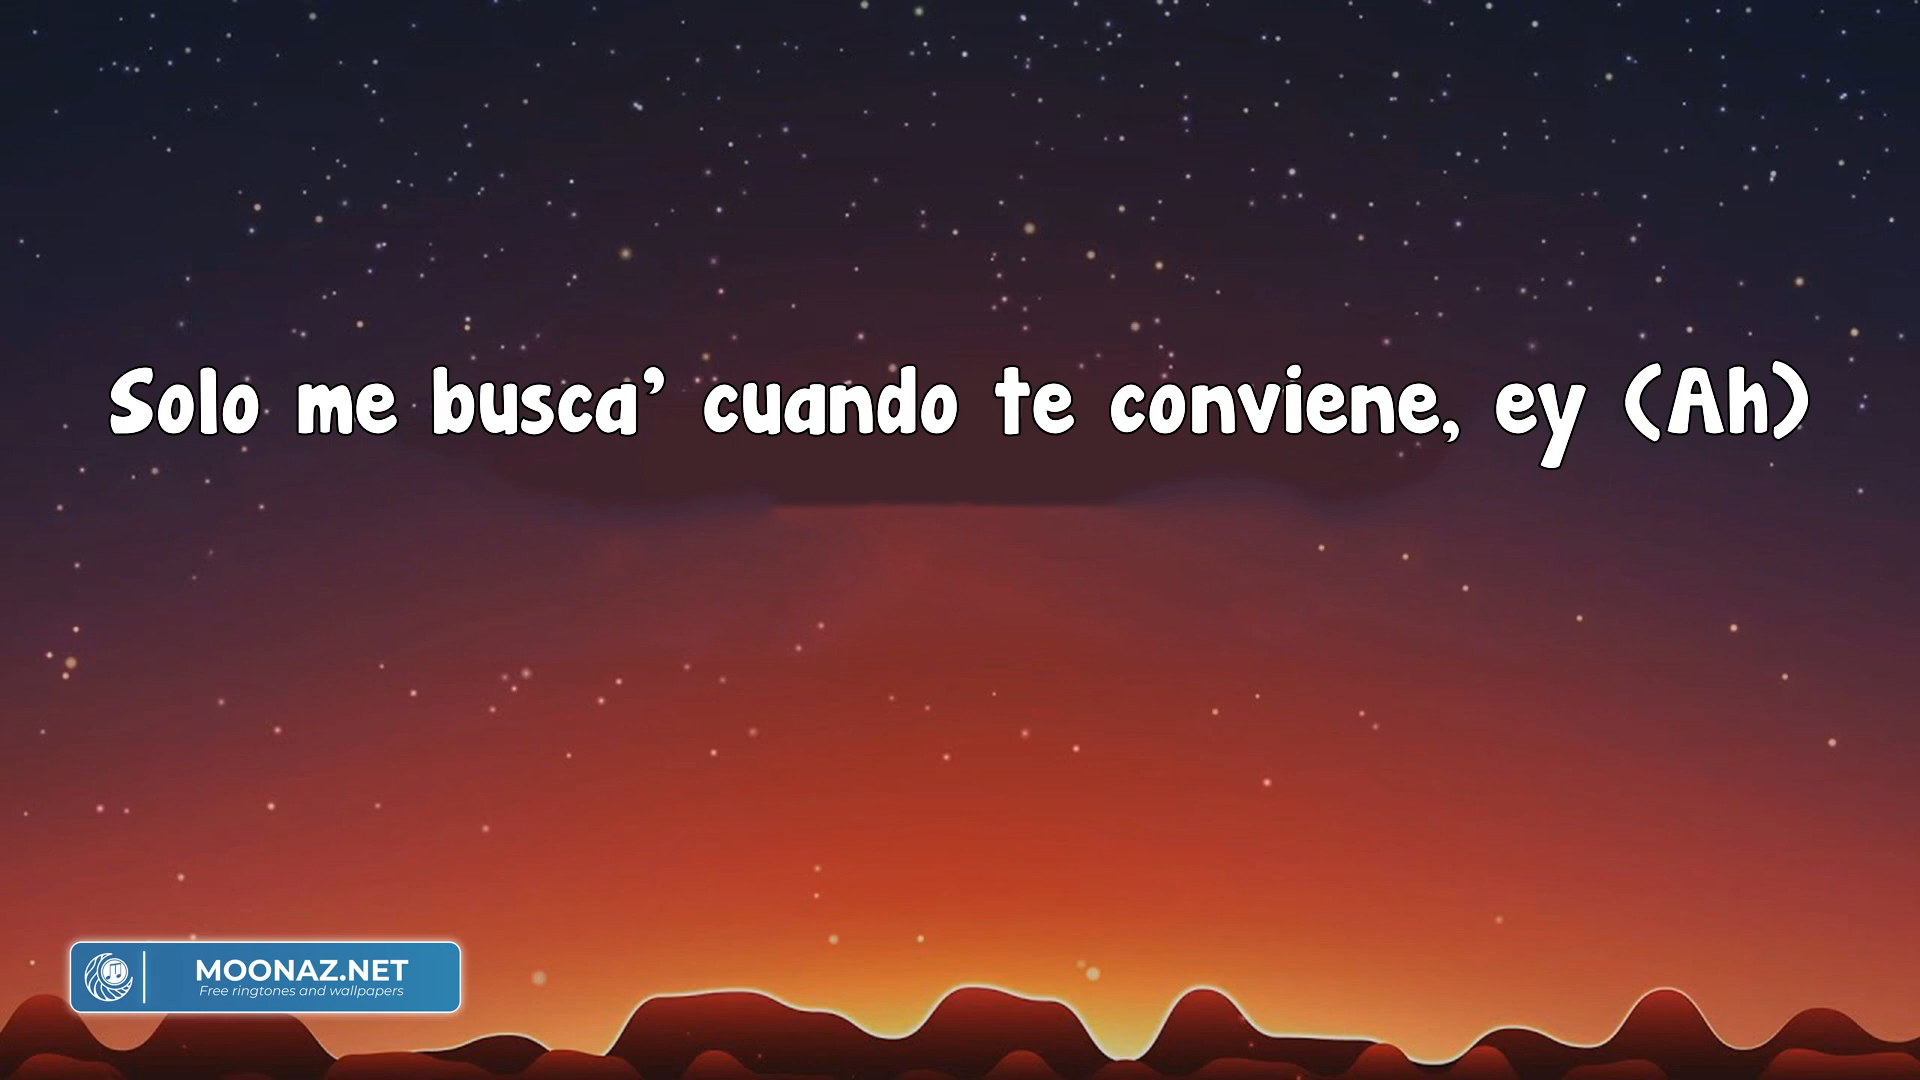 Solo me busca’ cuando te conviene, ey (Ah)
MOONAZ.NET
Free ringtones and wallpapers